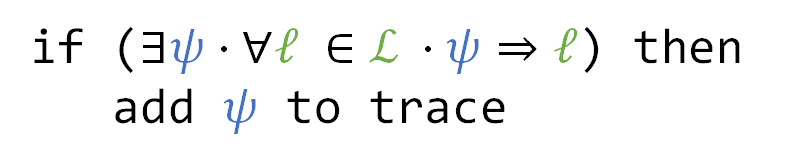 if (∃ψ · ∀ℓ ∈ ℒ · ψ ⇒ ℓ) then
add ψ to trace